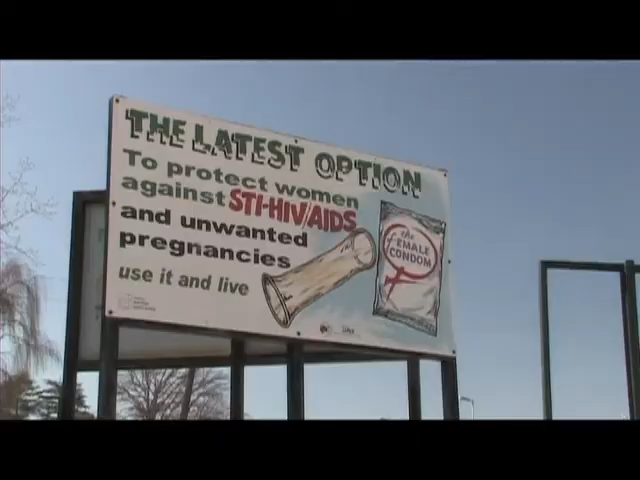 THE LATEST OPTION
To protect women
against STI-HIV/AIDS
and unwanted
pregnancies
use it and live
the
FEMALE
CONDOM